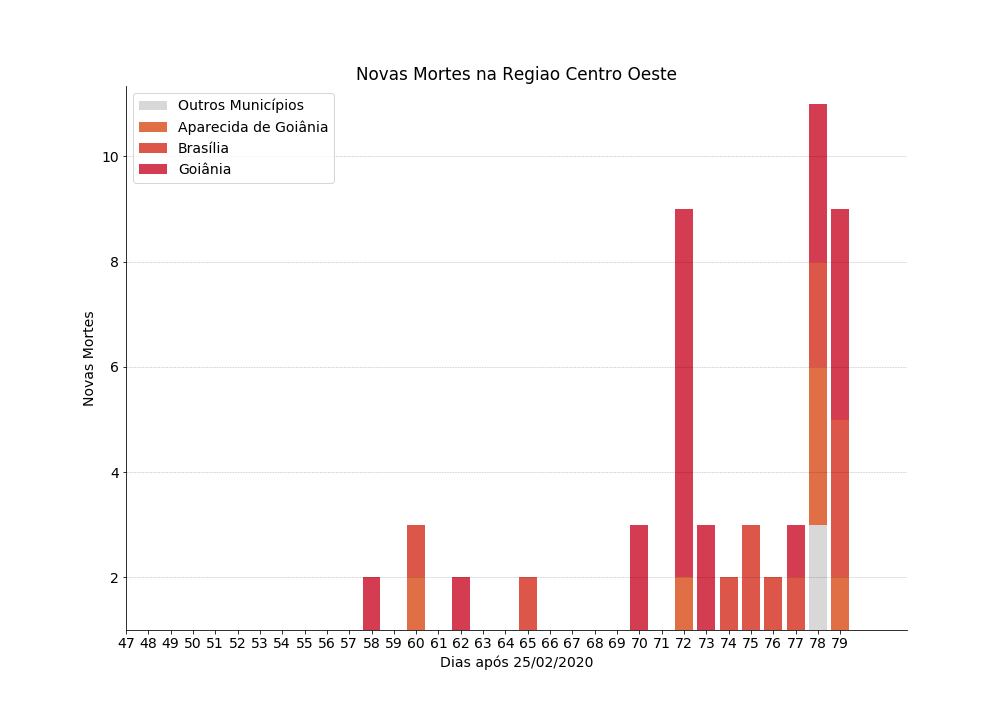 Novas Mortes na Regiao Centro Oeste
Outros Municípios
Aparecida de Goiânia
Brasília
Goiânia
10
8
6
4
2
Novas Mortes
47 48 49 50 51 52 53 54 55 56 57 58 59 60 61 62 63 64 65 66 67 68 69 70 71 72 73 74 75 76 77 78 79
Dias após 25/02/2020